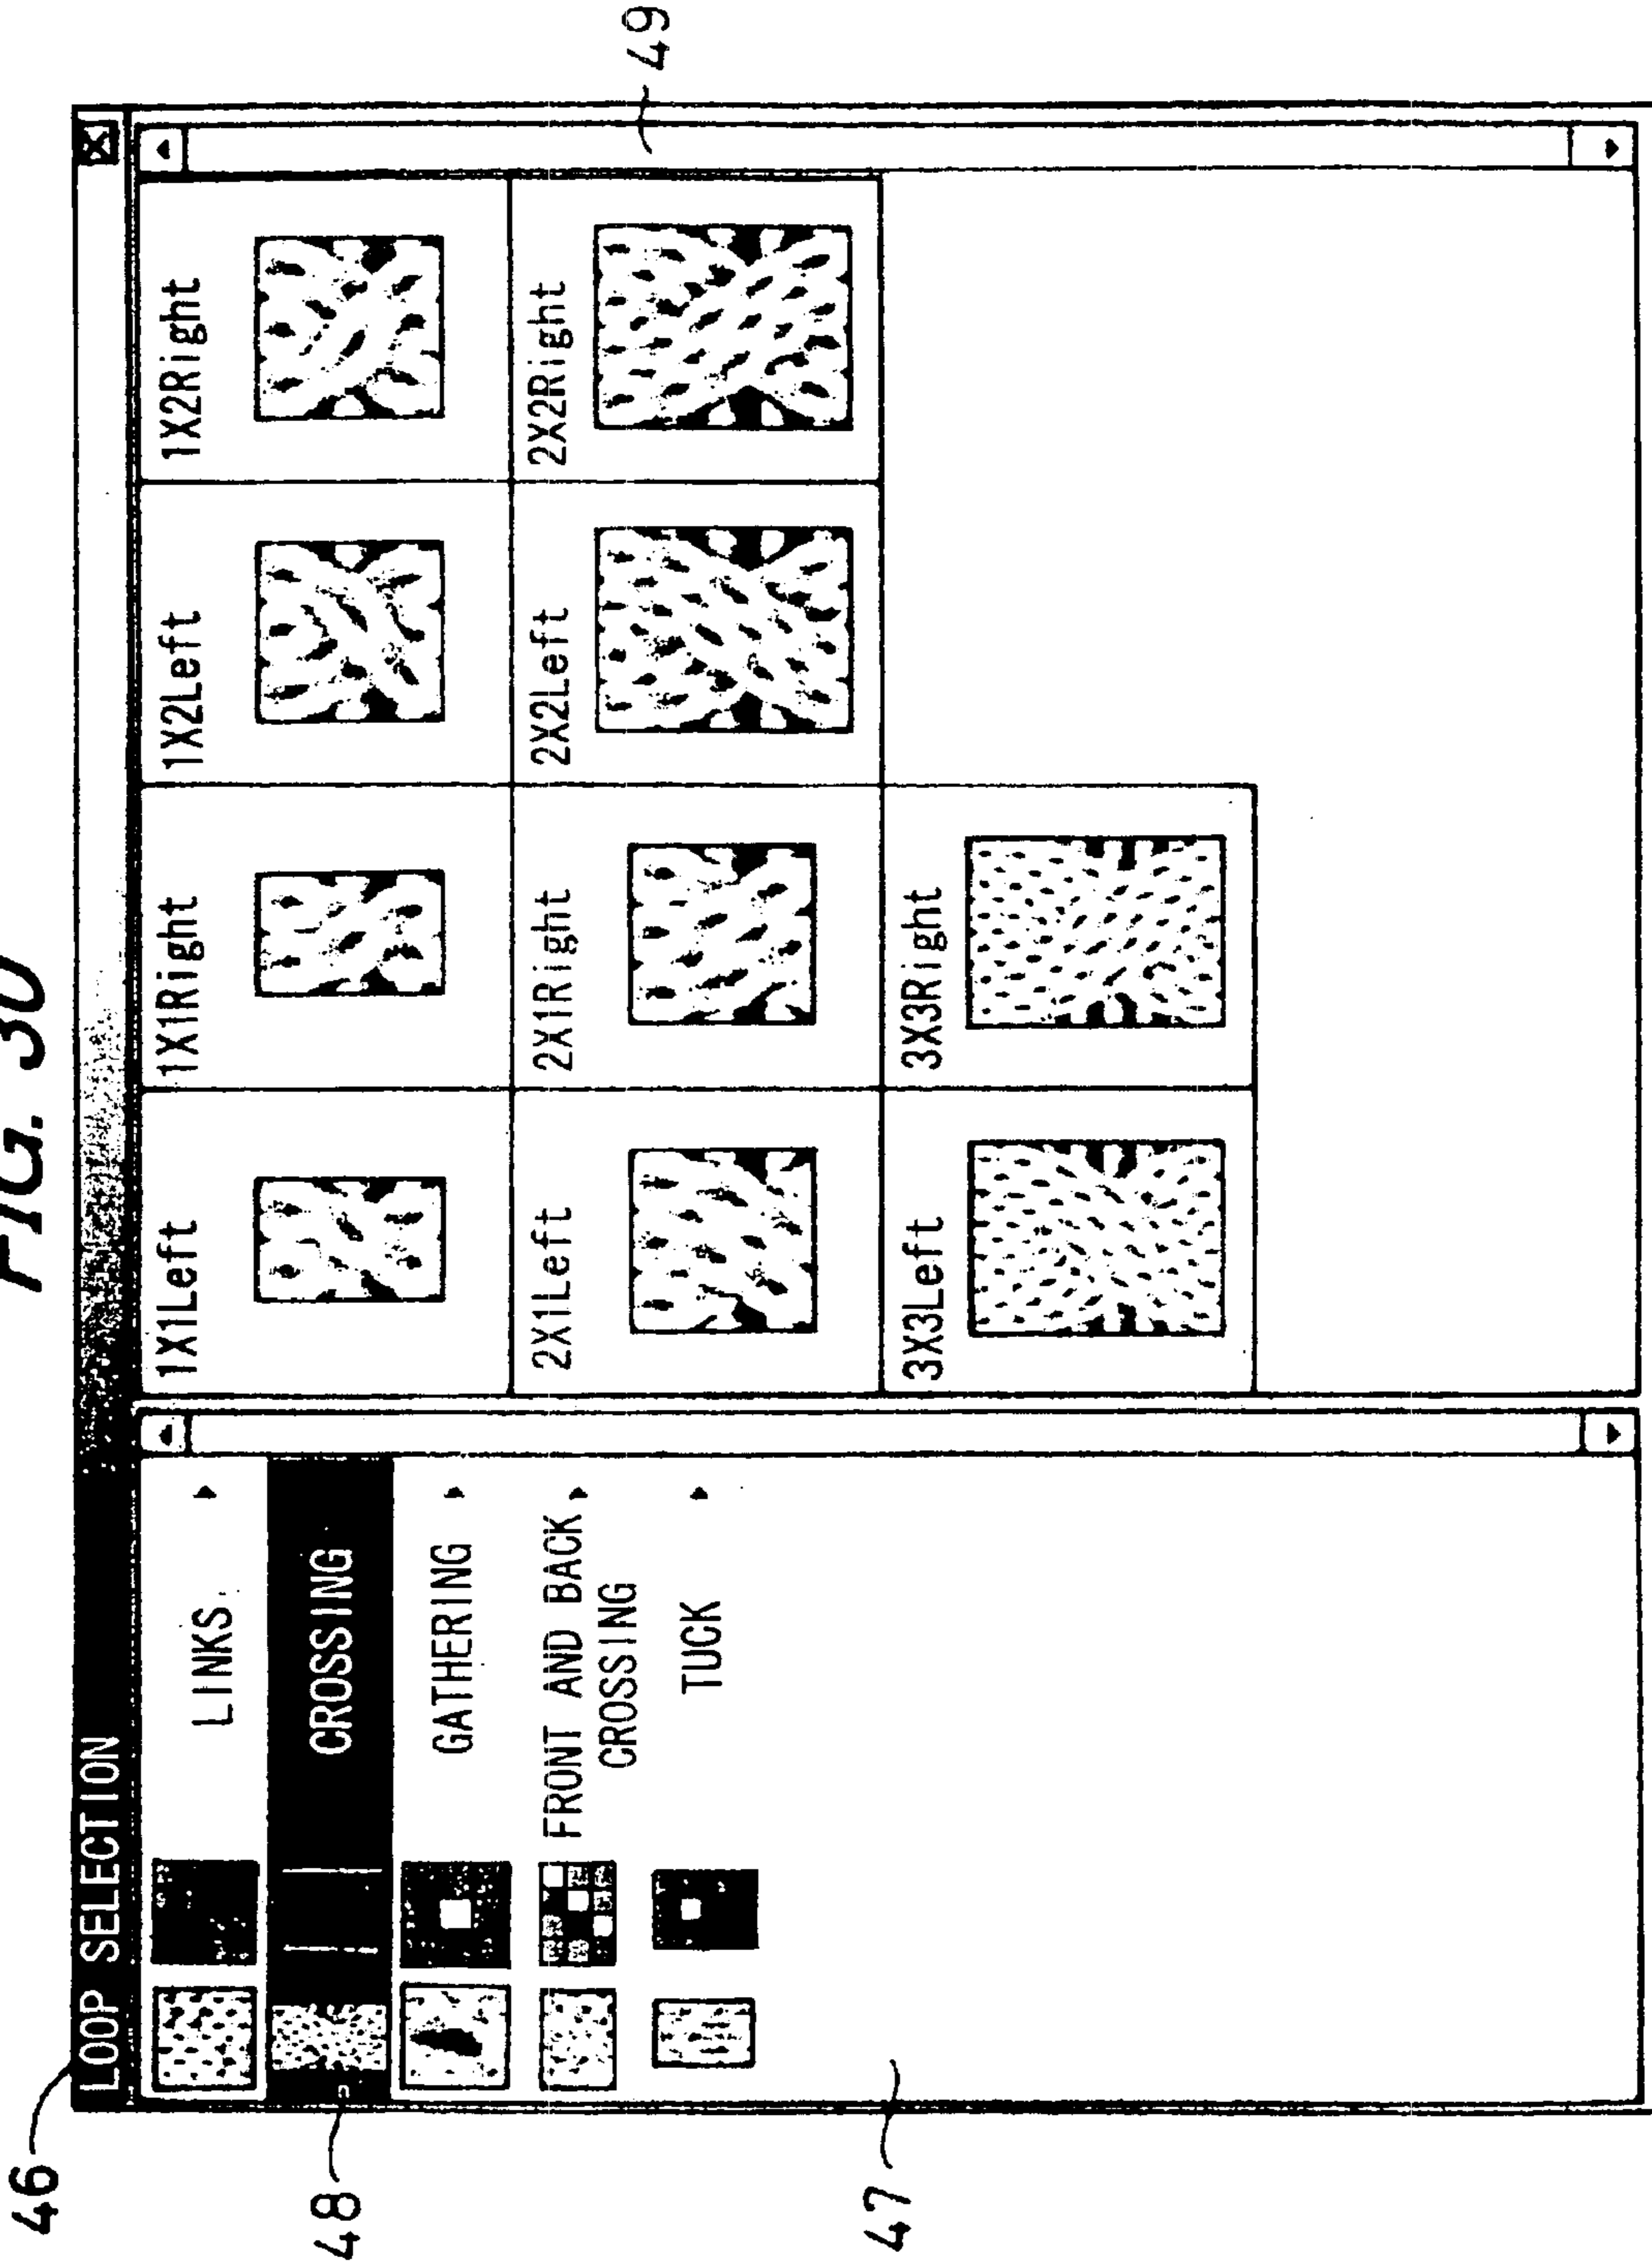 FIG. 30
46
LOOP SELECTION
LINKS
48
CROSSING
GATHERING
FRONT AND BACK
CROSSING
TUCK
47
1X1Left
1X1Right
1X2Left
1X2Right
2X1Left
2X1Right
2X2Left
2X2Right
3X3Left
3X3Right
49